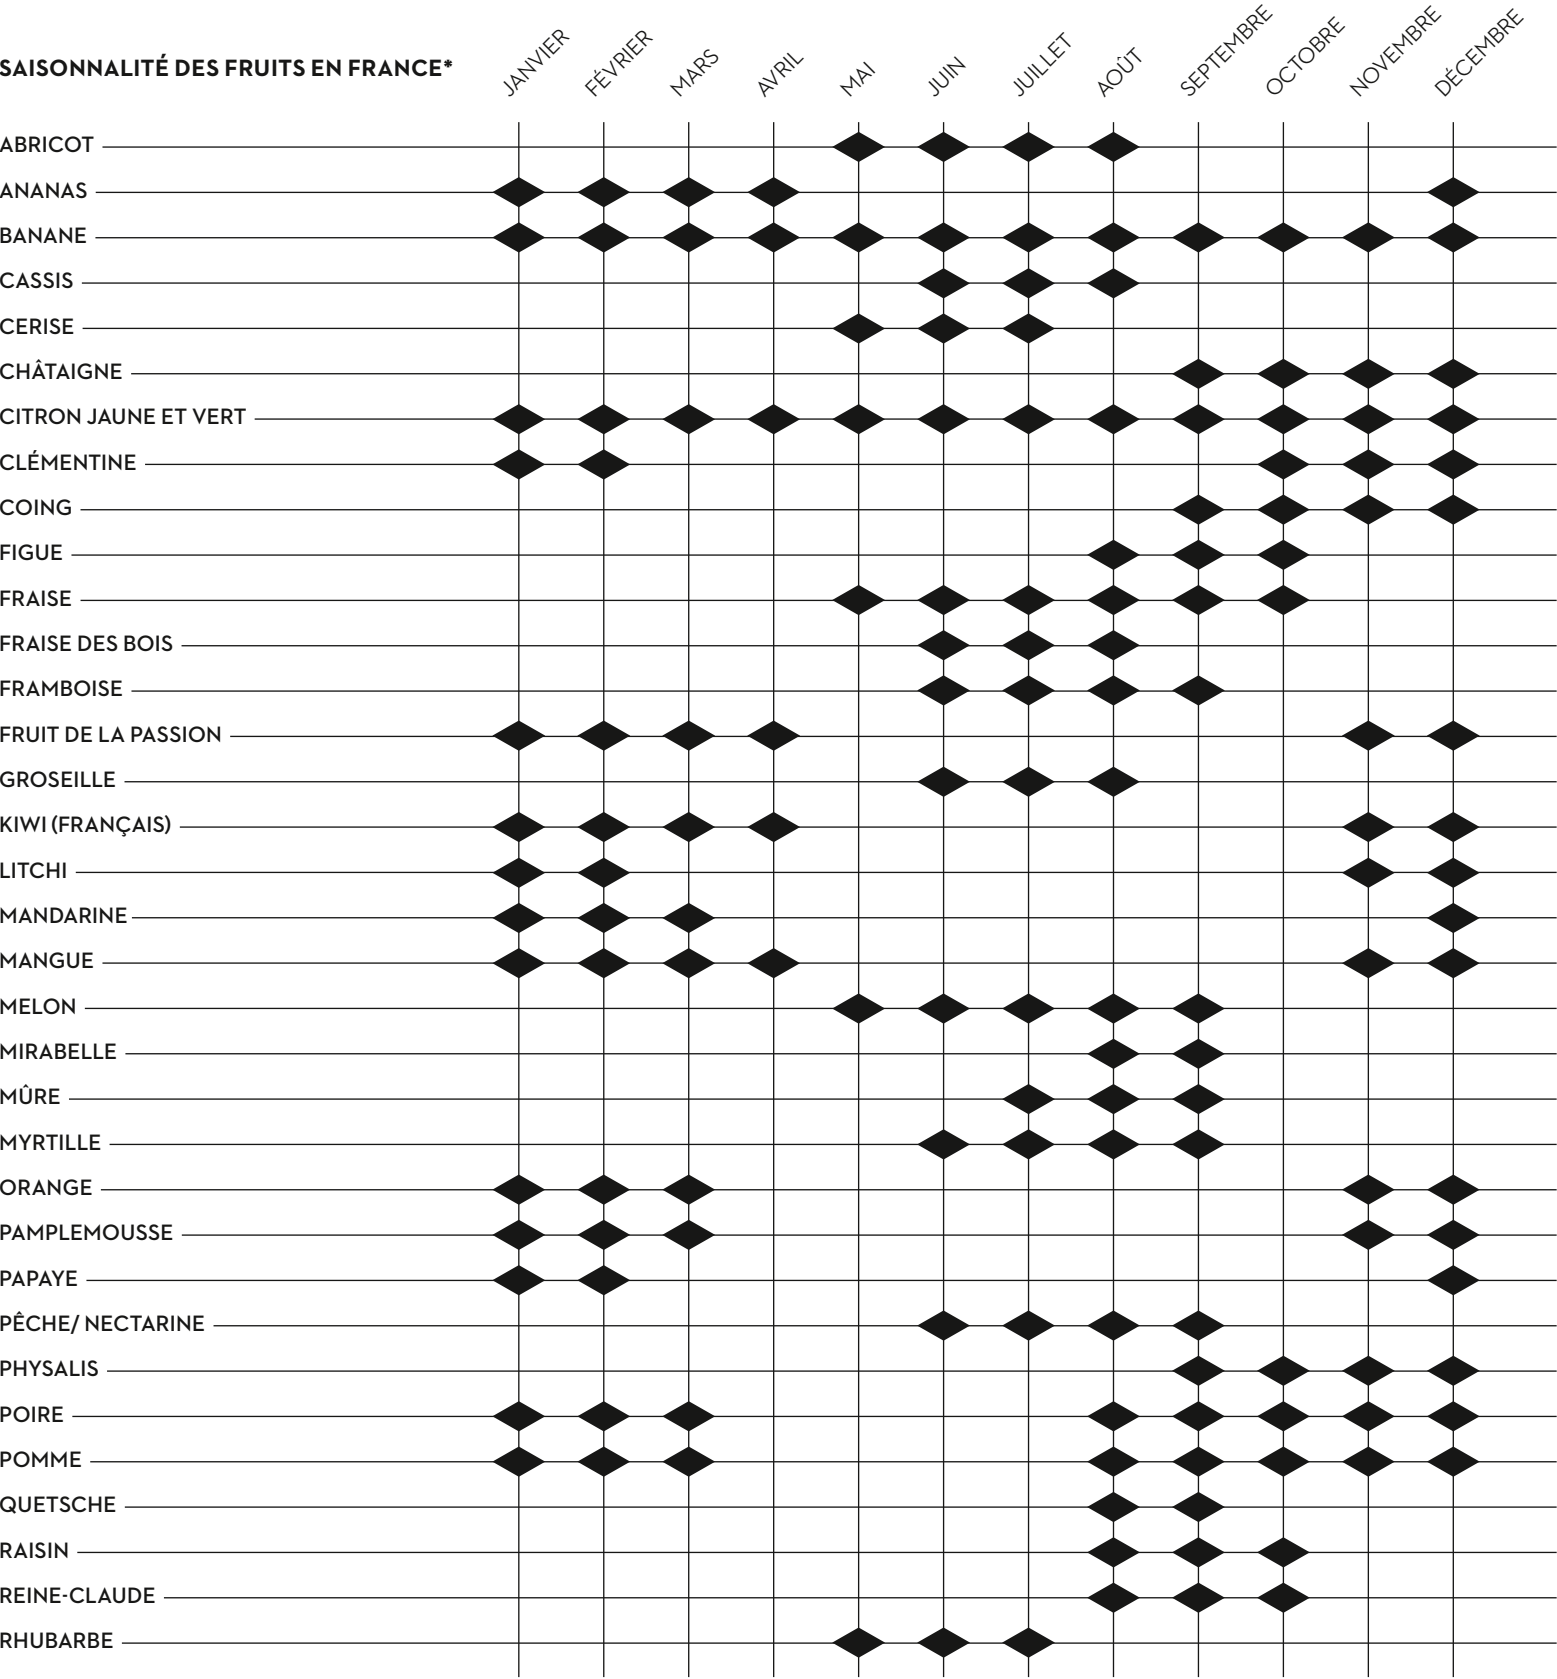 SAISONNALITÉ DES FRUITS EN FRANCE*
JANVIER
FÉVRIER
MARS
AVRIL
MAI
JUIN
JUILLET
AOÛT
SEPTEMBRE
OCTOBRE
NOVEMBRE
DÉCEMBRE
ABRICOT
ANANAS
BANANE
CASSIS
CERISE
CHÂTAIGNE
CITRON JAUNE ET VERT
CLÉMENTINE
COING
FIGUE
FRAISE
FRAISE DES BOIS
FRAMBOISE
FRUIT DE LA PASSION
GROSEILLE
KIWI (FRANÇAIS)
LITCHI
MANDARINE
MANGUE
MELON
MIRABELLE
MÛRE
MYRTILLE
ORANGE
PAMPLEMOUSSE
PAPAYE
PÊCHE/ NECTARINE
PHYSALIS
POIRE
POMME
QUETSCHE
RAISIN
REINE-CLAUDE
RHUBARBE